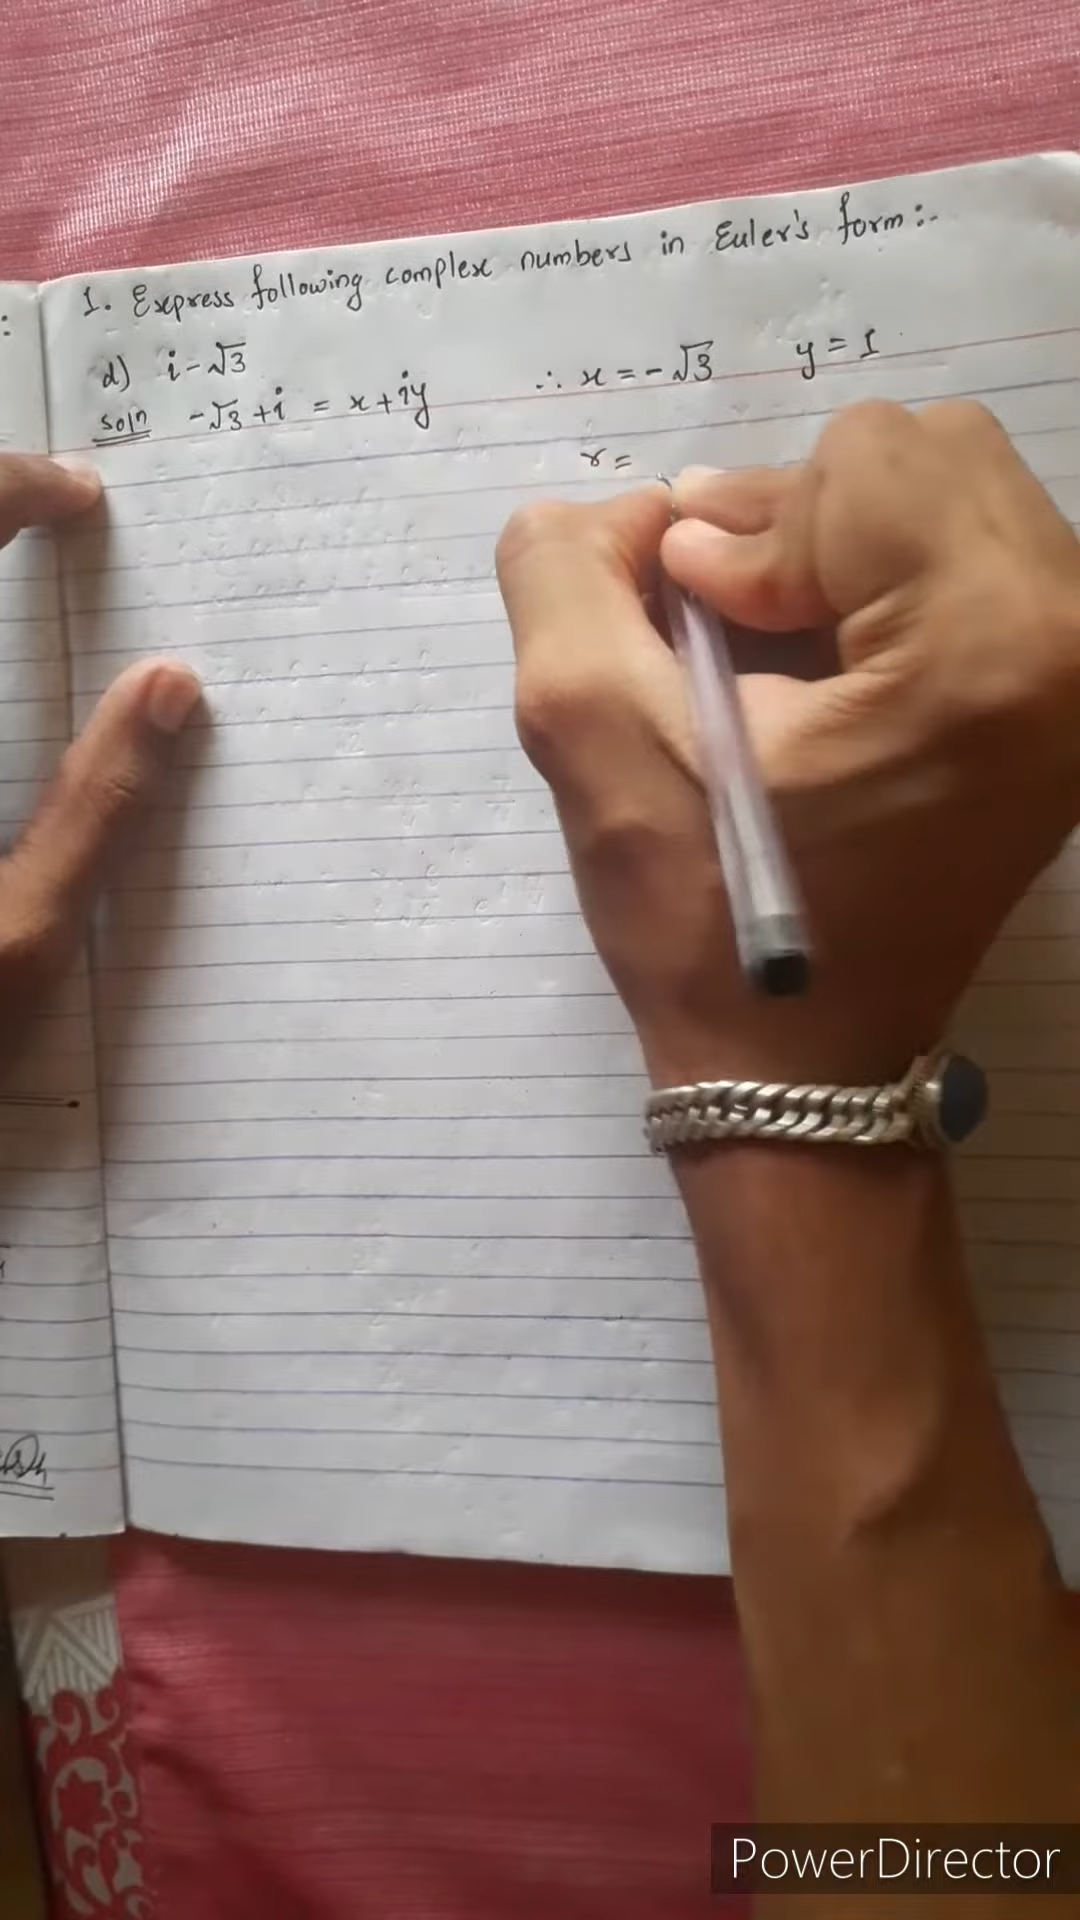 1. Express following complex numbers in Euler's form :-
d) i-√3 ∴ x = -√3 y = 1
soln -√3 + i = x + iy
r =
PowerDirector